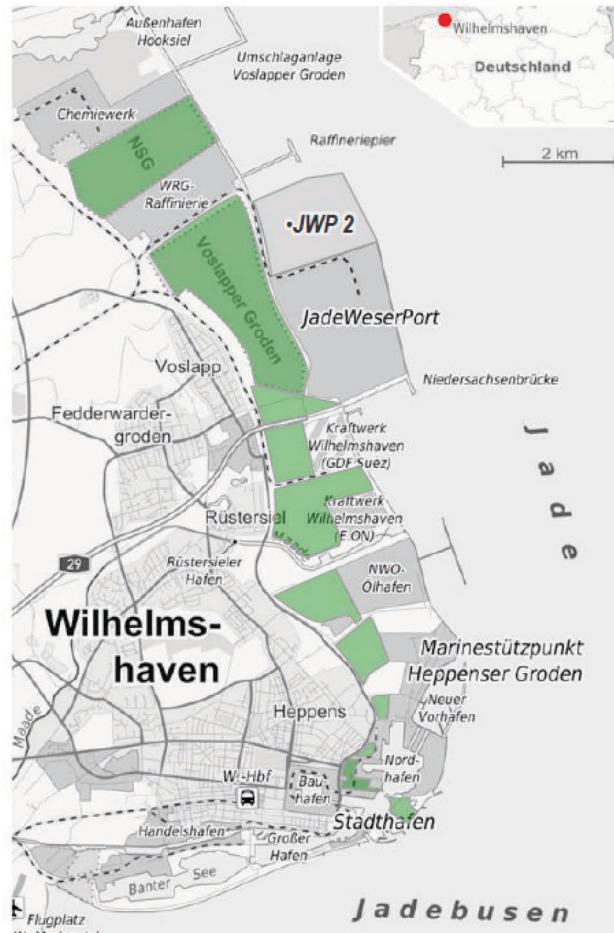 Außenhafen
Hooksiel
Umschlaganlage
Voslapper Groden
Wilhelmshaven
Deutschland
Chemiewerk
NSG
Raffineriepier
2 km
WRG-
Raffinierie
•JWP 2
Voslapper
Groden
JadeWeserPort
Voslapp
Niedersachsenbrücke
Fedderwarder-
groden
Kraftwerk
Wilhelmshaven
(GDF Suez)
Jade
Rüstersiel
Kraftwerk
Wilhelmshaven
(E.ON)
Maade
29
Rüstersieler
Hafen
NWO-
Ölhafen
Wilhelms-
haven
Marinestützpunkt
Heppenser Groden
Heppens
Neuer
Vorhafen
Maade
Nord-
hafen
W.-Hbf
Bau-
hafen
Stadthafen
Handelshafen
Großer
Hafen
Banter See
Jadebusen
Flugplatz